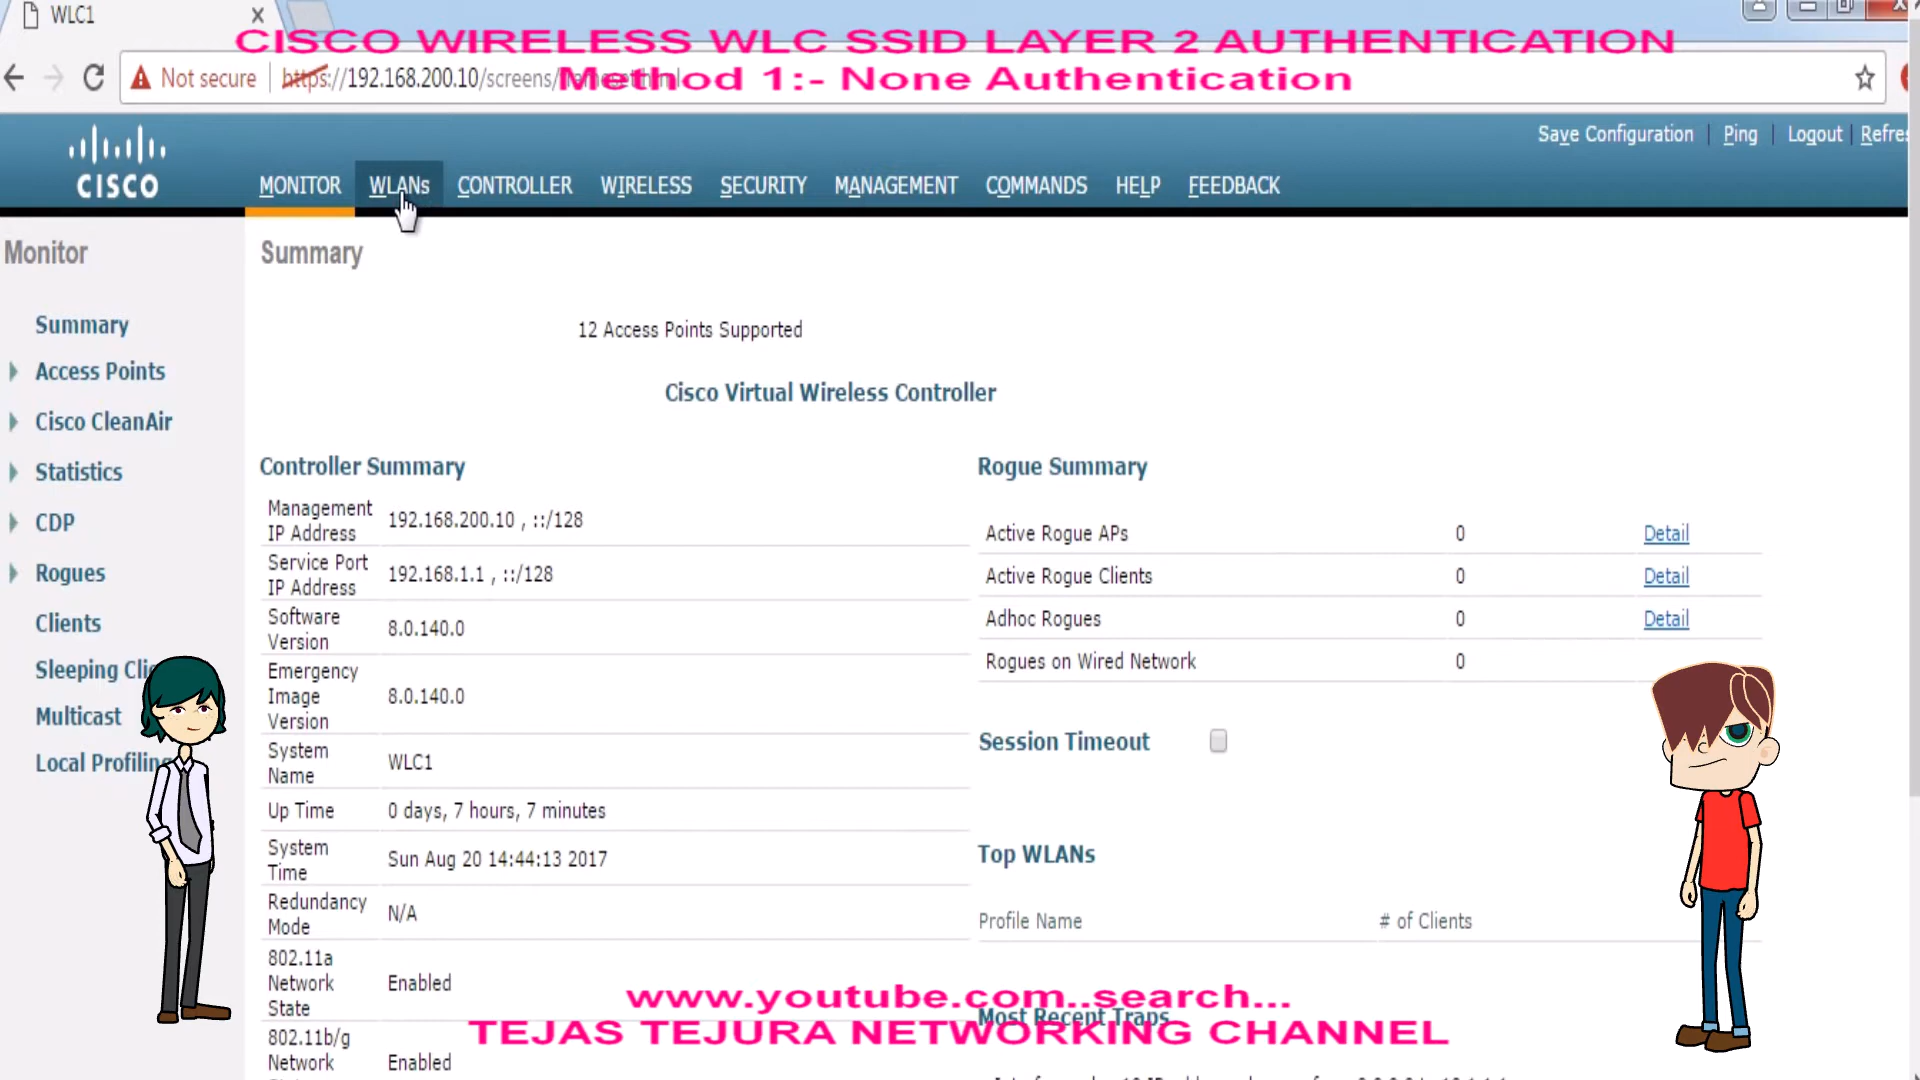 WLC1
CISCO WIRELESS WLC SSID LAYER 2 AUTHENTICATION
Not secure https://192.168.200.10/screens/
Method 1:- None Authentication
Save Configuration Ping Logout Refres
CISCO
MONITOR WLANs CONTROLLER WIRELESS SECURITY MANAGEMENT COMMANDS HELP FEEDBACK
Monitor
Summary
Access Points
Cisco CleanAir
Statistics
CDP
Rogues
Clients
Sleeping Clie
Multicast
Local Profiling
Summary
12 Access Points Supported
Cisco Virtual Wireless Controller
Controller Summary
Management IP Address 192.168.200.10 , ::/128
Service Port IP Address 192.168.1.1 , ::/128
Software Version 8.0.140.0
Emergency Image Version 8.0.140.0
System Name WLC1
Up Time 0 days, 7 hours, 7 minutes
System Time Sun Aug 20 14:44:13 2017
Redundancy Mode N/A
802.11a Network State Enabled
802.11b/g Network Enabled
Rogue Summary
Active Rogue APs 0 Detail
Active Rogue Clients 0 Detail
Adhoc Rogues 0 Detail
Rogues on Wired Network 0
Session Timeout
Top WLANs
Profile Name # of Clients
Most Recent Traps
www.youtube.com..search...
TEJAS TEJURA NETWORKING CHANNEL